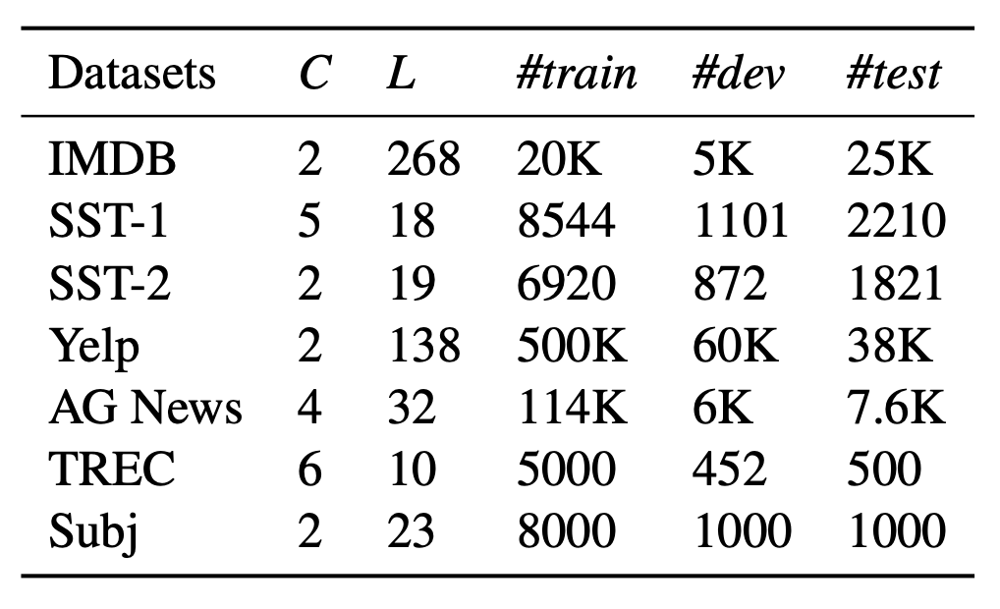 Datasets C L #train #dev #test
IMDB 2 268 20K 5K 25K
SST-1 5 18 8544 1101 2210
SST-2 2 19 6920 872 1821
Yelp 2 138 500K 60K 38K
AG News 4 32 114K 6K 7.6K
TREC 6 10 5000 452 500
Subj 2 23 8000 1000 1000